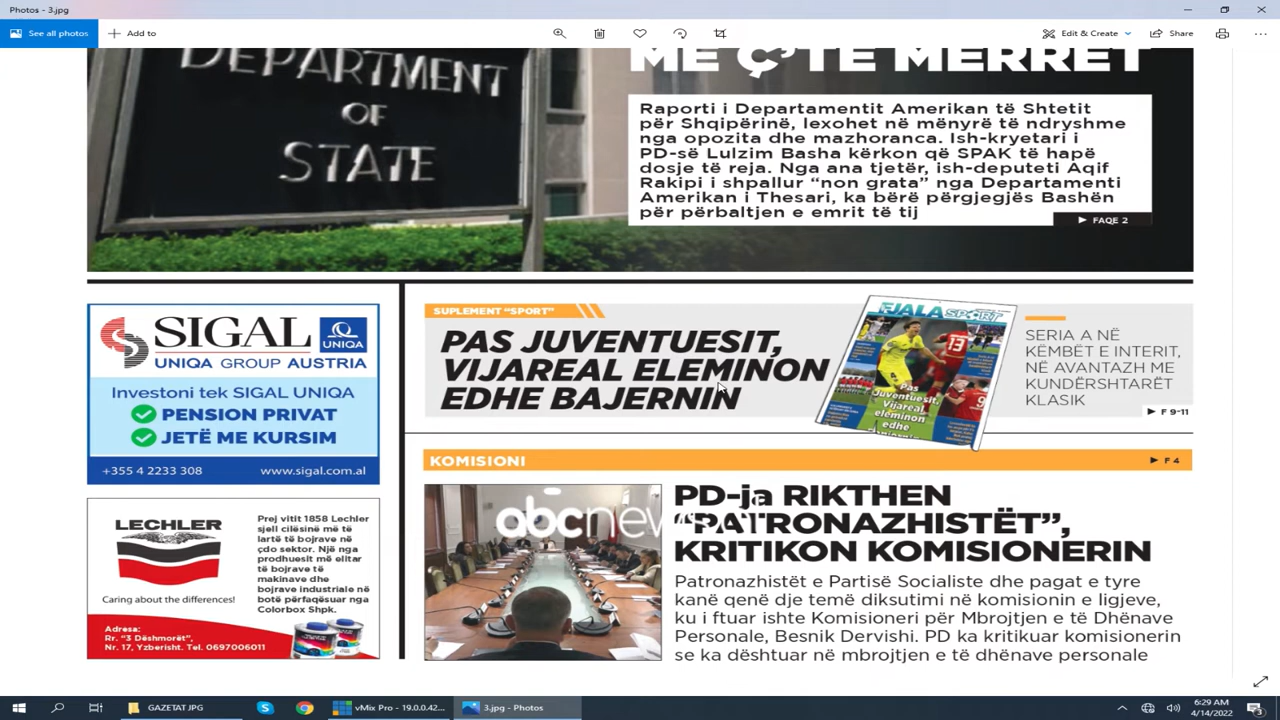 Photos - 3.jpg
See all photos
Add to
Edit & Create
Share
DEPARTMENT
OF
STATE
ME Ç'TË MERRET
Raporti i Departamentit Amerikan të Shtetit
për Shqipërinë, lexohet në mënyrë të ndryshme
nga opozita dhe mazhoranca. Ish-kryetari i
PD-së Lulzim Basha kërkon që SPAK të hapë
dosje të reja. Nga ana tjetër, ish-deputeti Aqif
Rakipi i shpallur “non grata” nga Departamenti
Amerikan i Thesari, ka bërë përgjegjës Bashën
për përbaltjen e emrit të tij
FAQE 2
SIGAL
UNIQA
UNIQA GROUP AUSTRIA
Investoni tek SIGAL UNIQA
PENSION PRIVAT
JETË ME KURSIM
+355 4 2233 308
www.sigal.com.al
LECHLER
Caring about the differences!
Prej vitit 1858 Lechler
sjell cilësinë më të
lartë të bojrave në
çdo sektor. Një nga
prodhuesit më elitar
të bojrave të
makinave dhe
bojrave industriale në
botë përfaqësuar nga
Colorbox Shpk.
Adresa:
Rr. “3 Dëshmorët”,
Nr. 17, Yzberisht. Tel. 0697006011
SUPLEMENT “SPORT”
PAS JUVENTUESIT,
VIJAREAL ELEMINON
EDHE BAJERNIN
FJALA SPORT
13
Pas
Juventuesit,
Vijareal
eleminon
edhe
SERIA A NË
KËMBËT E INTERIT,
NË AVANTAZH ME
KUNDËRSHTARËT
KLASIK
F 9-11
KOMISIONI
F 4
abcnews
PD-ja RIKTHEN
“PATRONAZHISTËT”,
KRITIKON KOMISIONERIN
Patronazhistët e Partisë Socialiste dhe pagat e tyre
kanë qenë dje temë diksutimi në komisionin e ligjeve,
ku i ftuar ishte Komisioneri për Mbrojtjen e të Dhënave
Personale, Besnik Dervishi. PD ka kritikuar komisionerin
se ka dështuar në mbrojtjen e të dhënave personale
GAZETAT JPG
vMix Pro - 19.0.0.42...
3.jpg - Photos
6:29 AM
4/14/2022
3